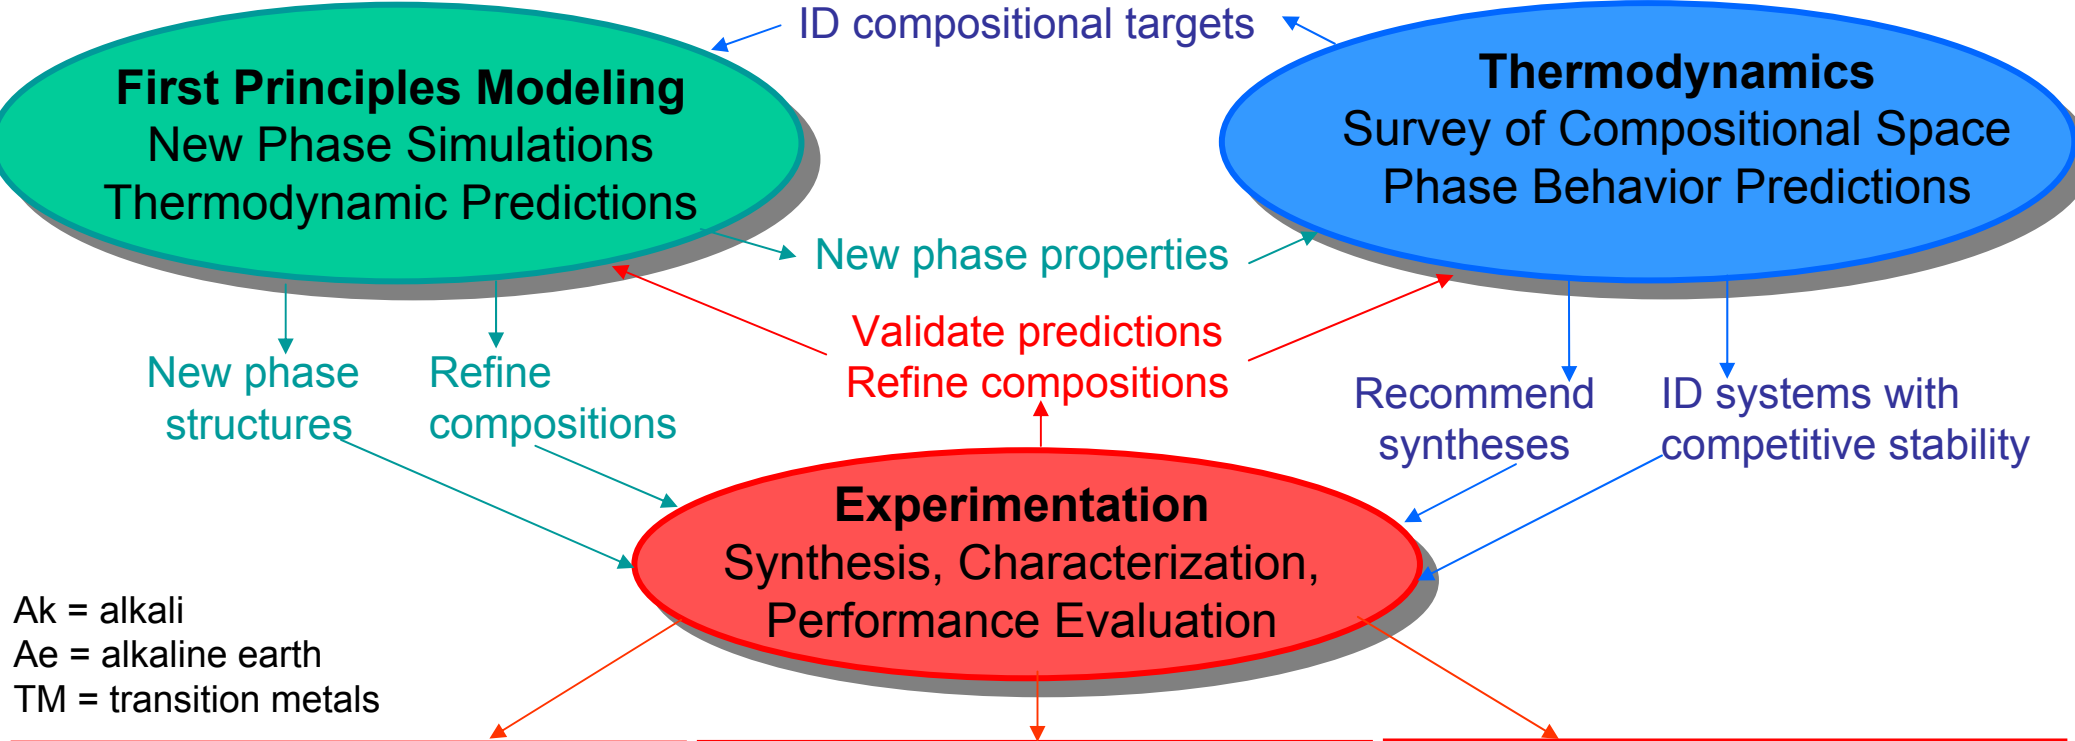 ID compositional targets
First Principles Modeling
New Phase Simulations
Thermodynamic Predictions
Thermodynamics
Survey of Compositional Space
Phase Behavior Predictions
New phase properties
Validate predictions
Refine compositions
New phase
structures
Refine
compositions
Recommend
syntheses
ID systems with
competitive stability
Experimentation
Synthesis, Characterization,
Performance Evaluation
Ak = alkali
Ae = alkaline earth
TM = transition metals